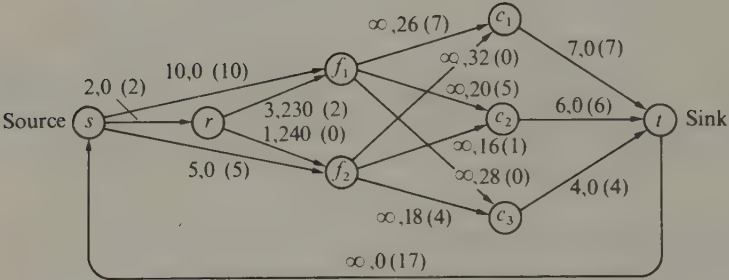 ∞,26 (7)
c₁
∞,32 (0)
7,0(7)
10,0 (10)
f₁
2,0 (2)
∞,20(5)
3,230 (2)
6,0(6)
Source
s
r
c₂
t
Sink
1,240 (0)
∞,16(1)
5,0 (5)
f₂
∞,28 (0)
4,0 (4)
∞,18(4)
c₃
∞,0(17)